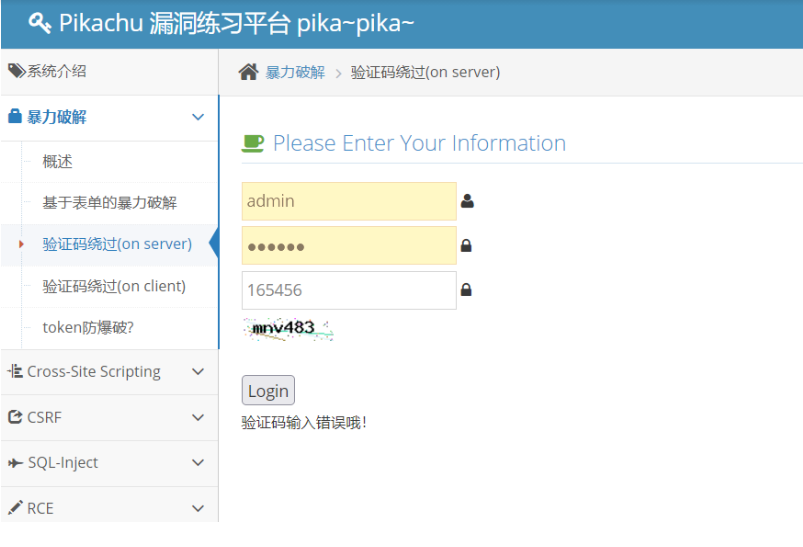 Pikachu 漏洞练习平台 pika~pika~
系统介绍
暴力破解
概述
基于表单的暴力破解
验证码绕过(on server)
验证码绕过(on client)
token防爆破?
Cross-Site Scripting
CSRF
SQL-Inject
RCE
暴力破解 > 验证码绕过(on server)
Please Enter Your Information
admin
●●●●●●
165456
mnv483
Login
验证码输入错误哦!